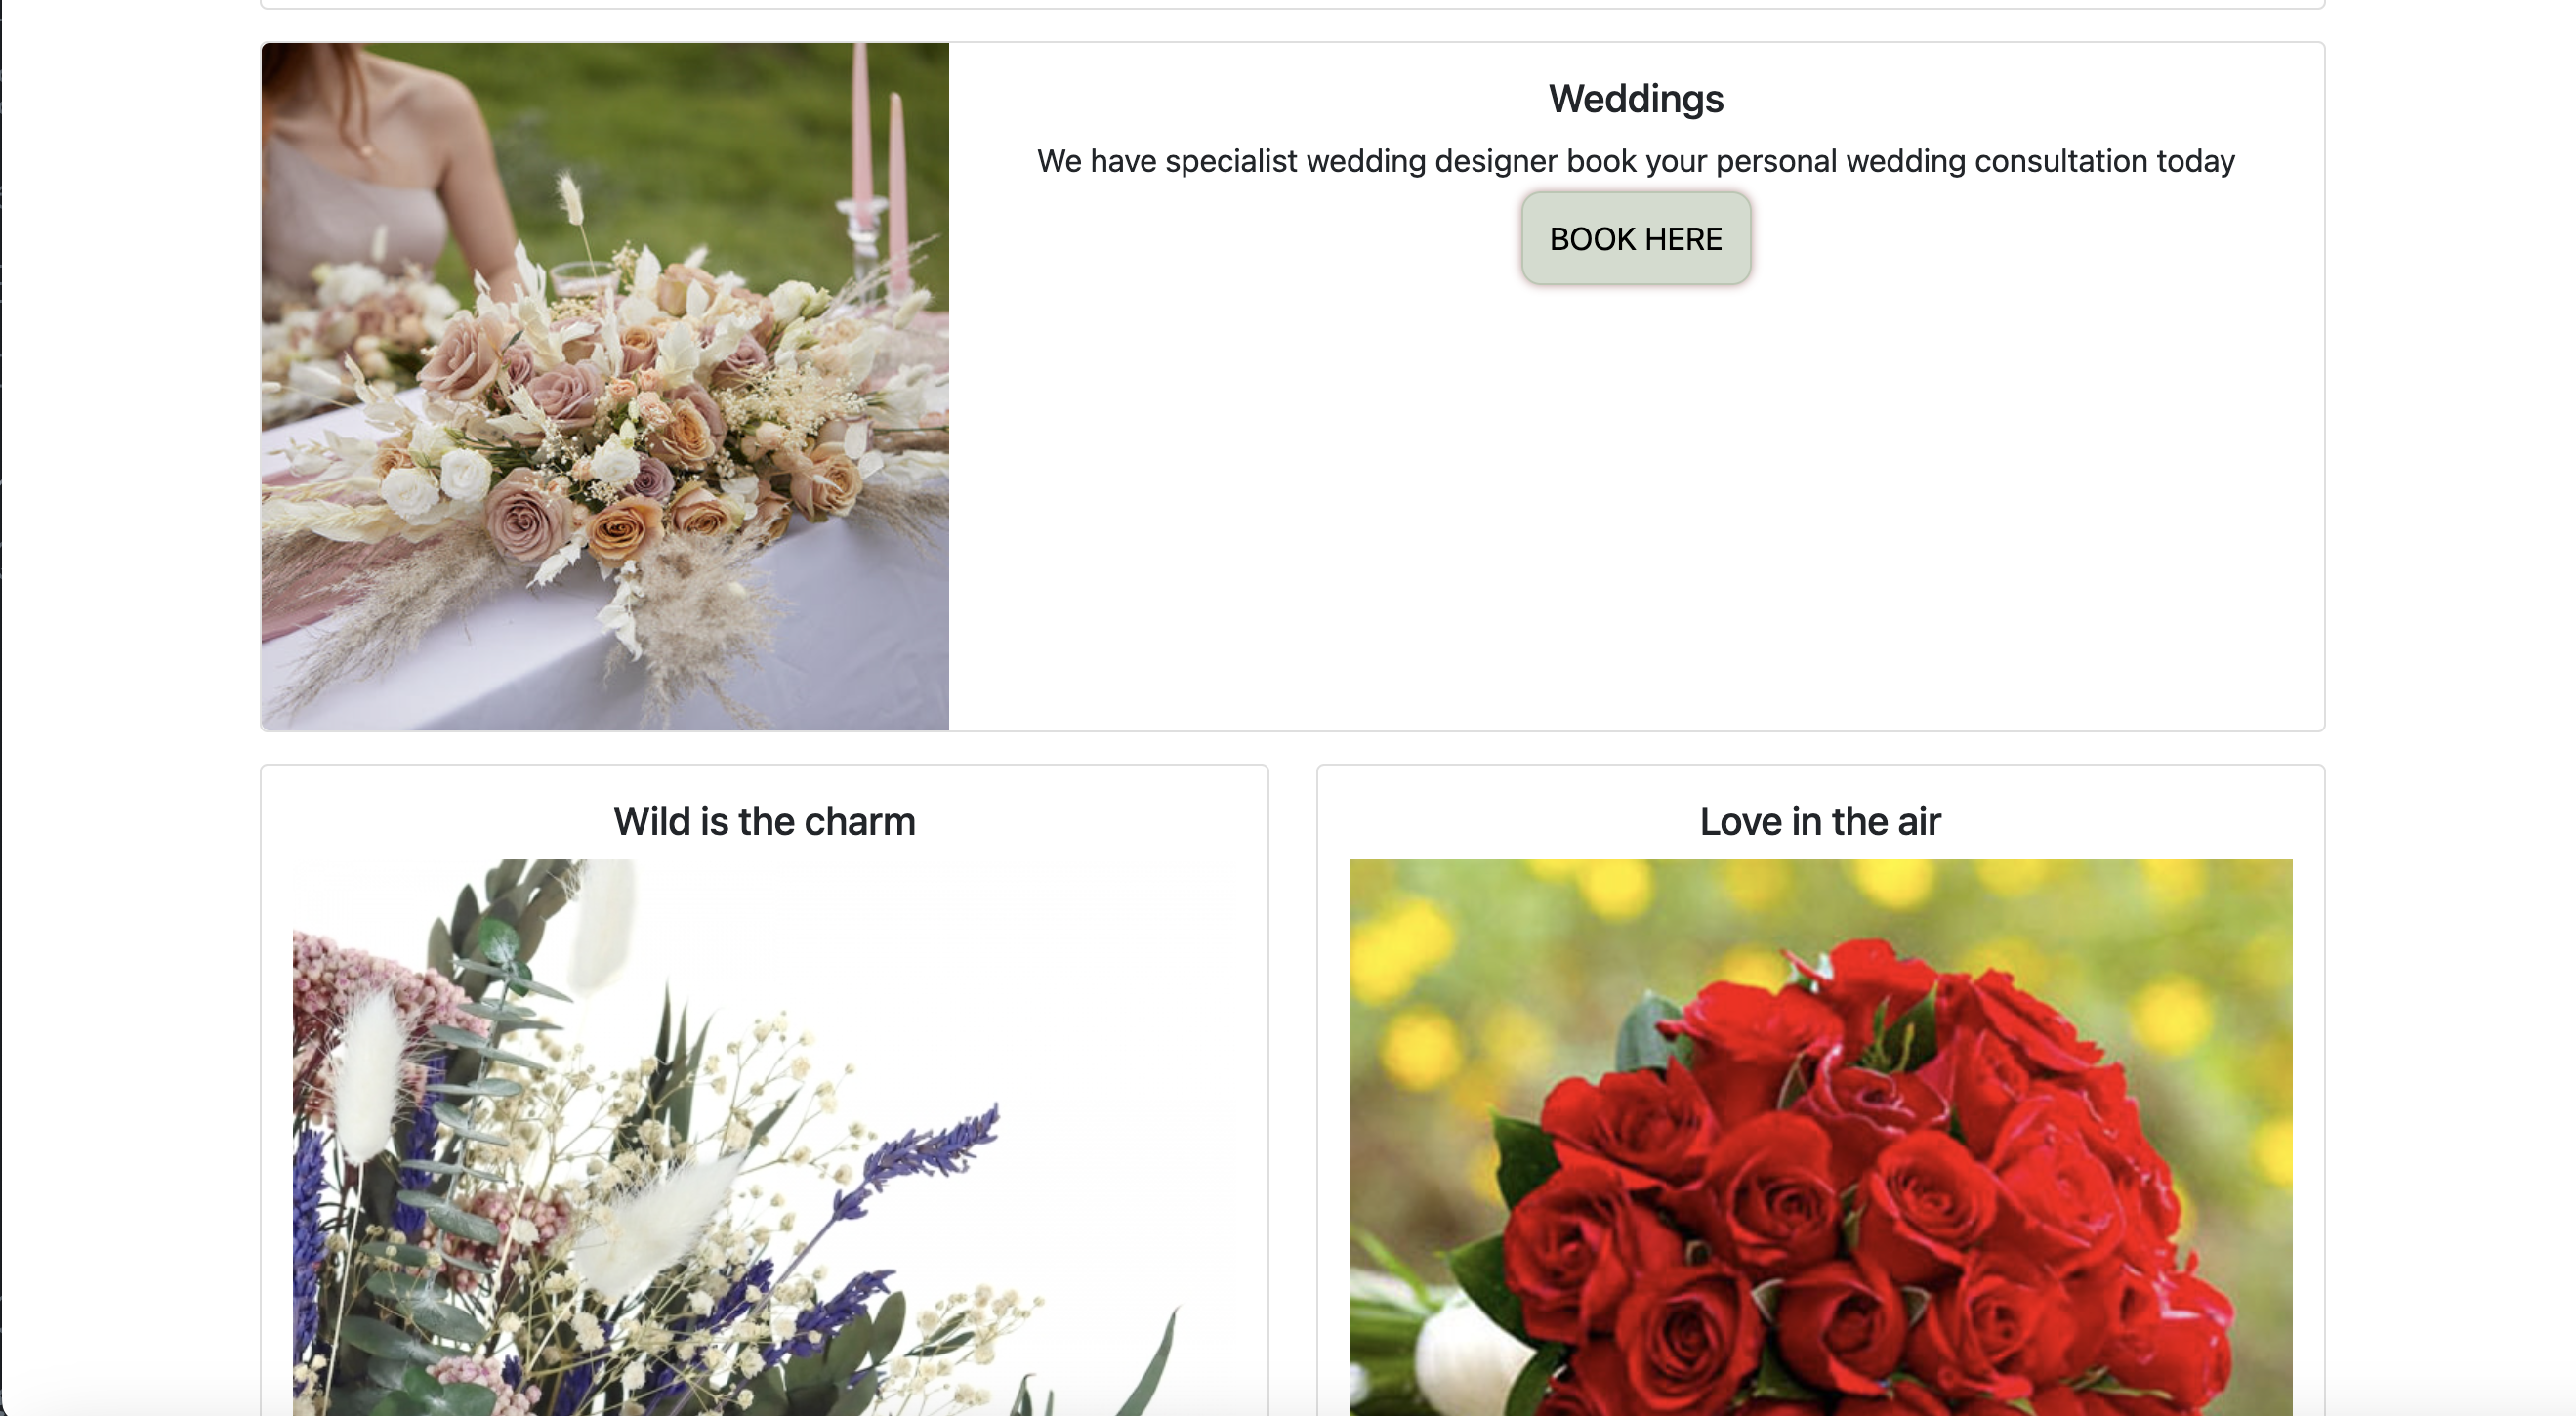 Weddings
We have specialist wedding designer book your personal wedding consultation today
BOOK HERE
Wild is the charm
Love in the air